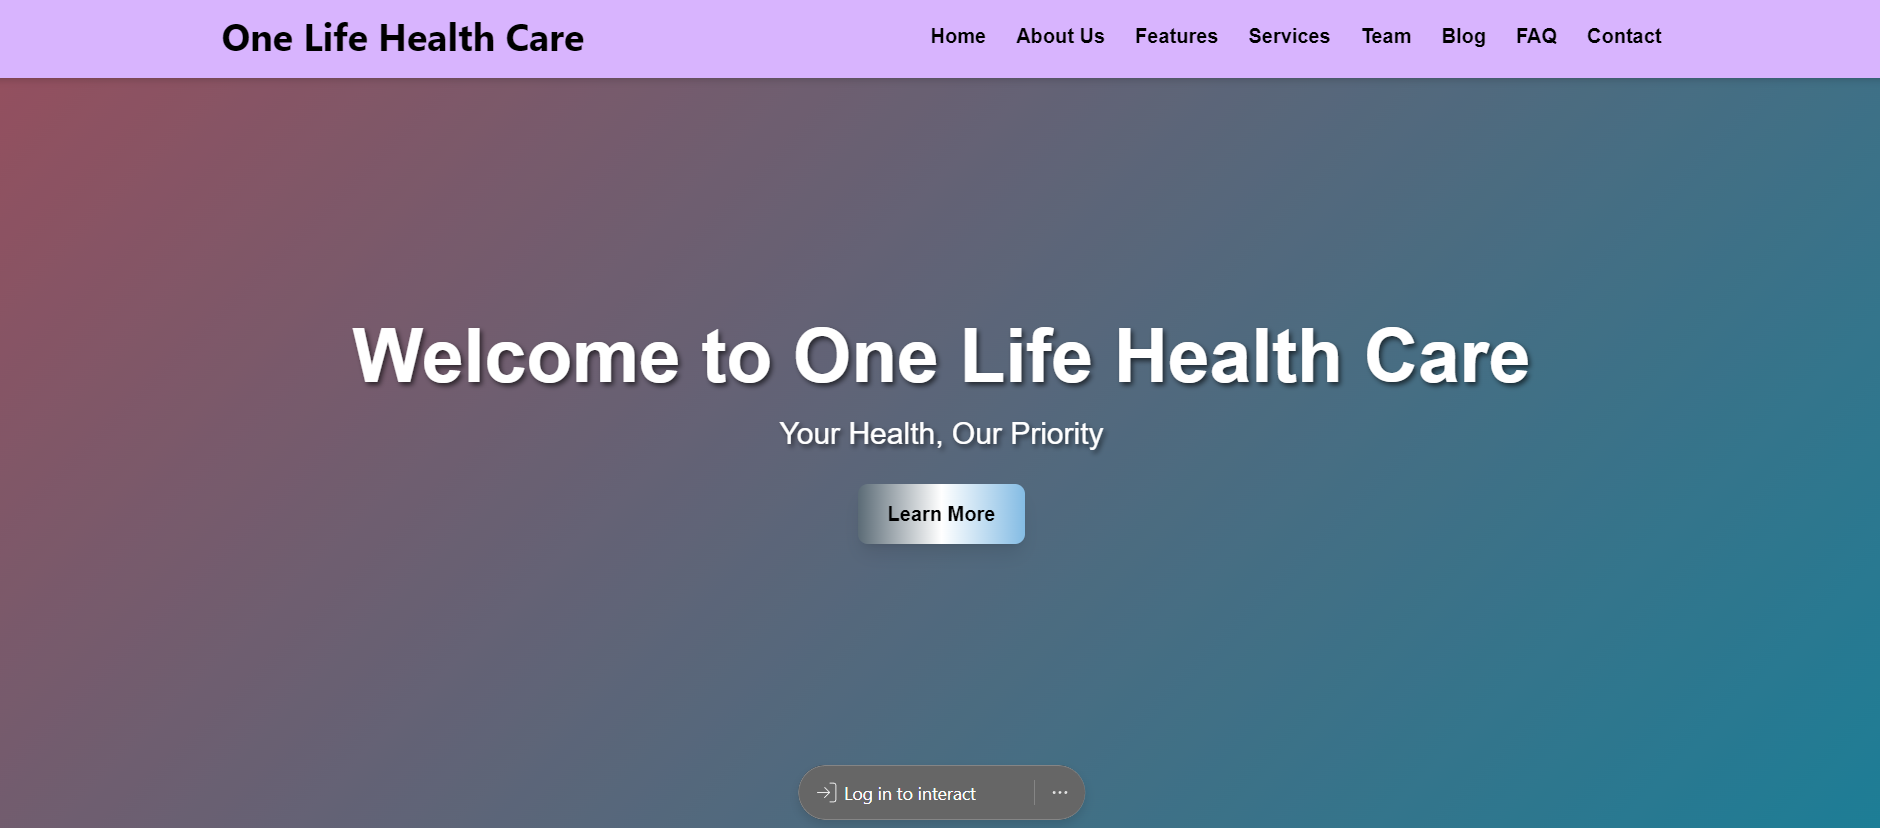 One Life Health Care
Home About Us Features Services Team Blog FAQ Contact
Welcome to One Life Health Care
Your Health, Our Priority
Learn More
Log in to interact